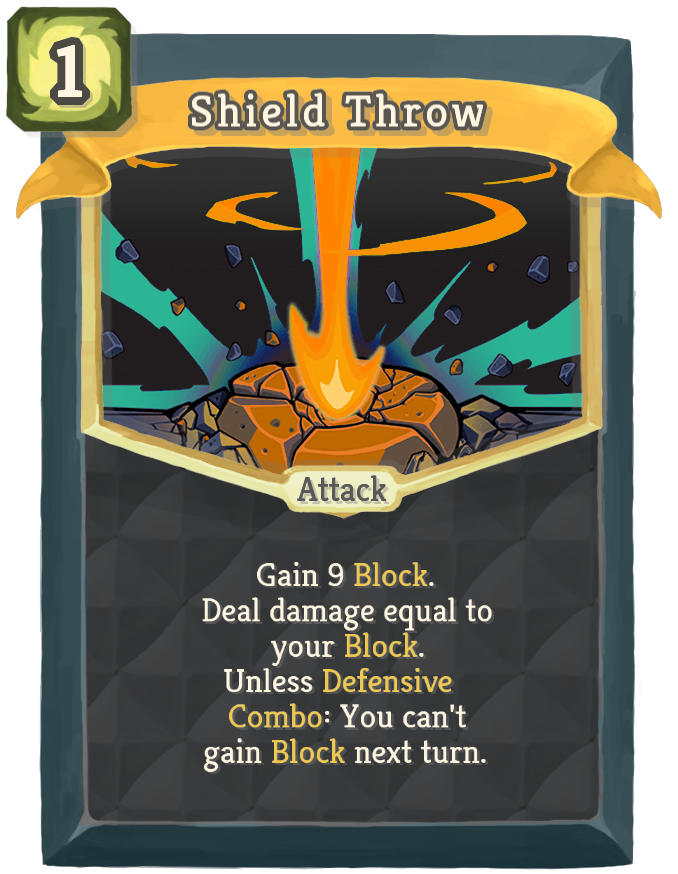 1
Shield Throw
Attack
Gain 9 Block.
Deal damage equal to
your Block.
Unless Defensive
Combo: You can't
gain Block next turn.